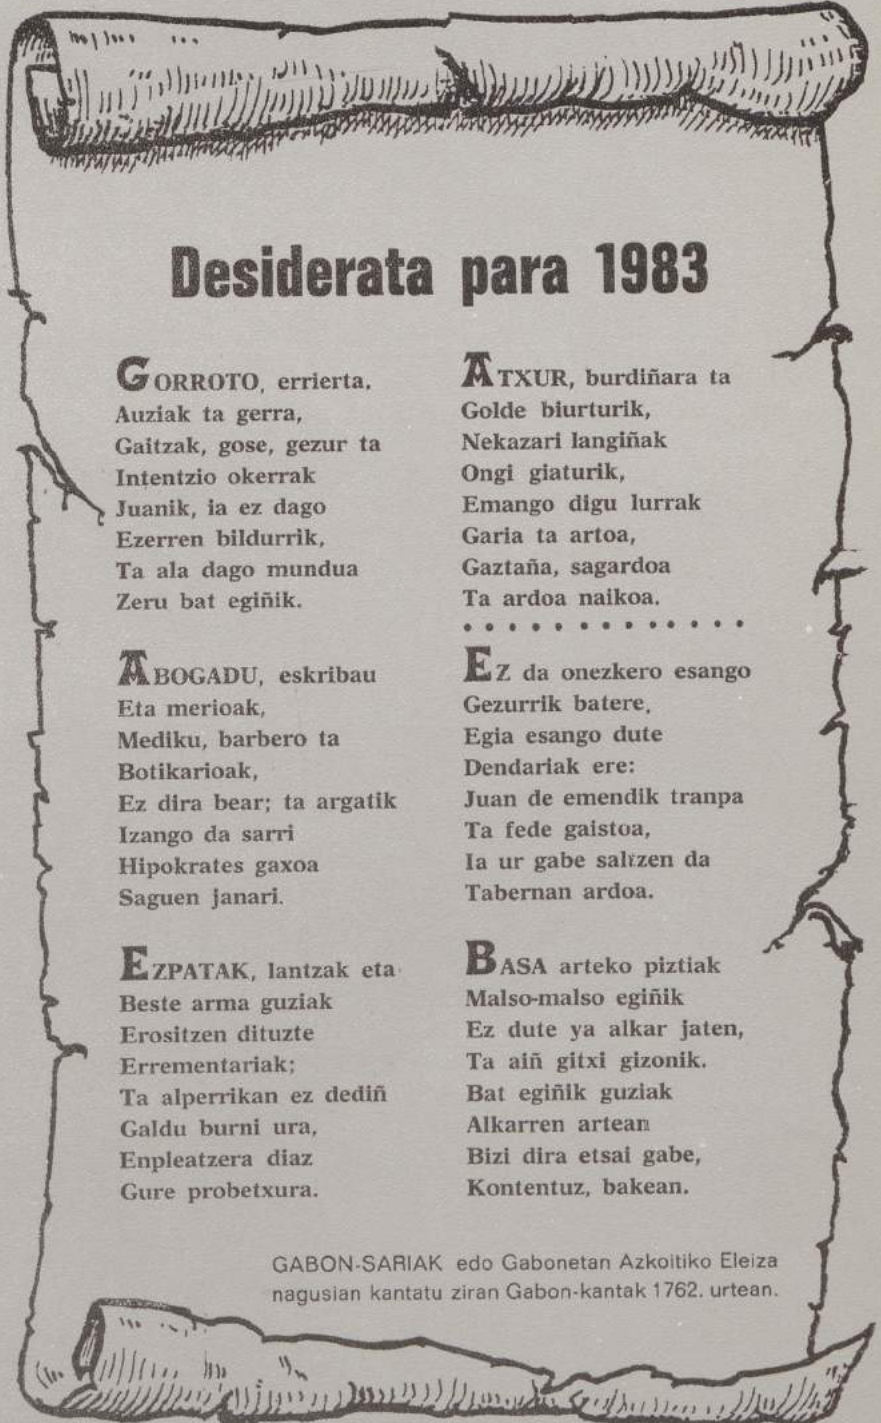 Desiderata para 1983
GORROTO, errierta,
Auziak ta gerra,
Gaitzak, gose, gezur ta
Intentzio okerrak
Juanik, ia ez dago
Ezerren bildurrik,
Ta ala dago mundua
Zeru bat egiñik.
ABOGADU, eskribau
Eta merioak,
Mediku, barbero ta
Botikarioak,
Ez dira bear; ta argatik
Izango da sarri
Hipokrates gaxoa
Saguen janari.
EZPATAK, lantzak eta
Beste arma guziak
Erositzen dituzte
Errementariak;
Ta alperrikan ez dediñ
Galdu burni ura,
Enpleatzera diaz
Gure probetxura.
ATXUR, burdiñara ta
Golde biurturik,
Nekazari langiñak
Ongi giaturik,
Emango digu lurrak
Garia ta artoa,
Gaztaña, sagardoa
Ta ardoa naikoa.
. . . . . . . . . . . . .
EZ da onezkero esango
Gezurrik batere,
Egia esango dute
Dendariak ere:
Juan de emendik tranpa
Ta fede gaistoa,
Ia ur gabe saltzen da
Tabernan ardoa.
BASA arteko piztiak
Malso-malso egiñik
Ez dute ya alkar jaten,
Ta aiñ gitxi gizonik.
Bat egiñik guziak
Alkarren artean
Bizi dira etsai gabe,
Kontentuz, bakean.
GABON-SARIAK edo Gabonetan Azkoitiko Eleiza
nagusian kantatu ziran Gabon-kantak 1762. urtean.